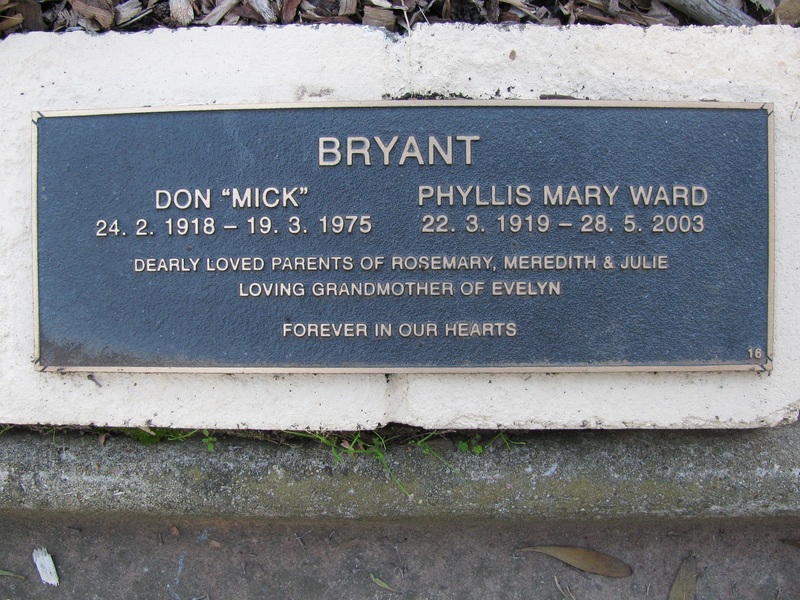 BRYANT
DON "MICK" PHYLLIS MARY WARD
24. 2. 1918 – 19. 3. 1975 22. 3. 1919 – 28. 5. 2003
DEARLY LOVED PARENTS OF ROSEMARY, MEREDITH & JULIE
LOVING GRANDMOTHER OF EVELYN
FOREVER IN OUR HEARTS
16